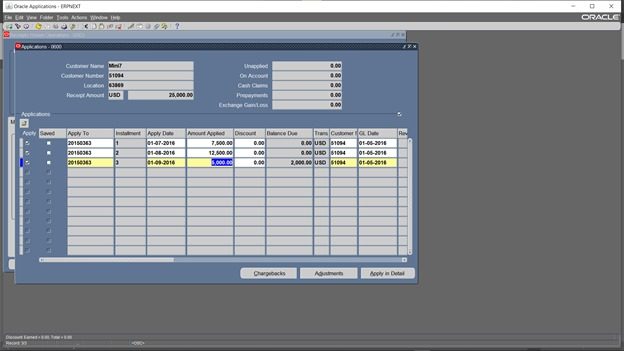 Oracle Applications - ERPNEXT
File Edit View Folder Tools Actions Window Help
ORACLE
Applications - 0600
Customer Name Mini7 Unapplied 0.00
Customer Number 51094 On Account 0.00
Location 63869 Cash Claims 0.00
Receipt Amount USD 25,000.00 Prepayments 0.00
Exchange Gain/Loss 0.00
Applications
Apply Saved Apply To Installment Apply Date Amount Applied Discount Balance Due Trans Customer GL Date Rev
20150363 1 01-07-2016 7,500.00 0.00 0.00 USD 51094 01-05-2016
20150363 2 01-08-2016 12,500.00 0.00 0.00 USD 51094 01-05-2016
20150363 3 01-09-2016 5,000.00 0.00 2,000.00 USD 51094 01-05-2016
Chargebacks Adjustments Apply in Detail
Discount Earned = 0.00; Total = 0.00
Record: 3/3 <OSC>